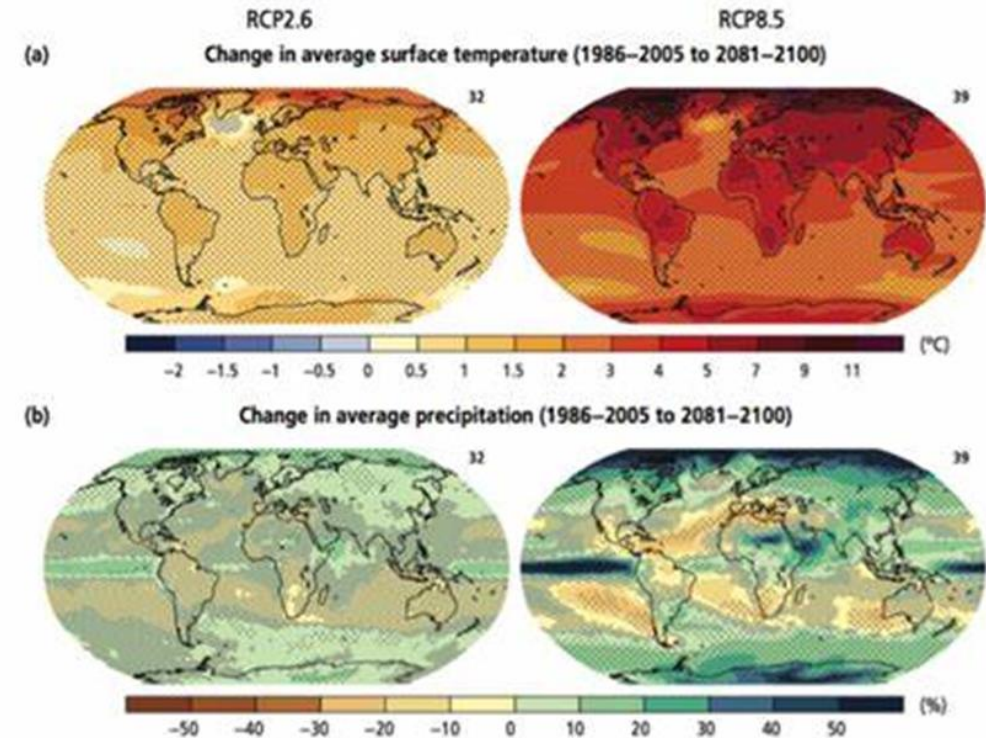 RCP2.6 RCP8.5
(a) Change in average surface temperature (1986–2005 to 2081–2100)
32 39
(°C)
−2 −1.5 −1 −0.5 0 0.5 1 1.5 2 3 4 5 7 9 11
(b) Change in average precipitation (1986–2005 to 2081–2100)
32 39
(%)
−50 −40 −30 −20 −10 0 10 20 30 40 50